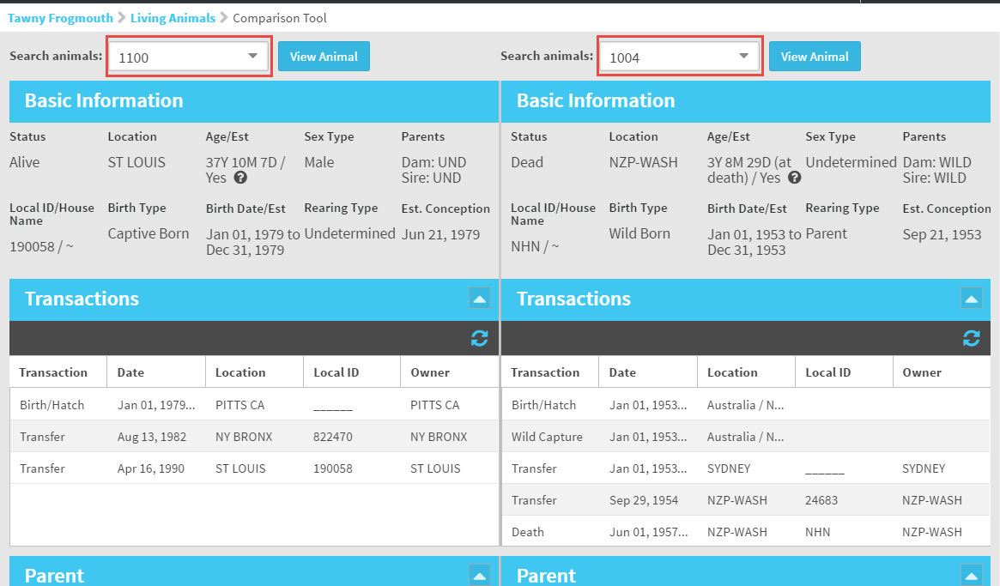 Tawny Frogmouth > Living Animals > Comparison Tool
Search animals: 1100 View Animal
Search animals: 1004 View Animal
Basic Information
Status Location Age/Est Sex Type Parents
Alive ST LOUIS 37Y 10M 7D / Male Dam: UND
Yes ? Sire: UND
Local ID/House Birth Type Birth Date/Est Rearing Type Est. Conception
Name
Captive Born Jan 01, 1979 to Undetermined Jun 21, 1979
190058 / ~ Dec 31, 1979
Basic Information
Status Location Age/Est Sex Type Parents
Dead NZP-WASH 3Y 8M 29D (at Undetermined Dam: WILD
death) / Yes ? Sire: WILD
Local ID/House Birth Type Birth Date/Est Rearing Type Est. Conception
Name
Wild Born Jan 01, 1953 to Parent Sep 21, 1953
NHN / ~ Dec 31, 1953
Transactions
Transaction Date Location Local ID Owner
Birth/Hatch Jan 01, 1979... PITTS CA ______ PITTS CA
Transfer Aug 13, 1982 NY BRONX 822470 NY BRONX
Transfer Apr 16, 1990 ST LOUIS 190058 ST LOUIS
Transactions
Transaction Date Location Local ID Owner
Birth/Hatch Jan 01, 1953... Australia / N...
Wild Capture Jan 01, 1953... Australia / N...
Transfer Jan 01, 1953... SYDNEY ______ SYDNEY
Transfer Sep 29, 1954 NZP-WASH 24683 NZP-WASH
Death Jun 01, 1957... NZP-WASH NHN NZP-WASH
Parent
Parent